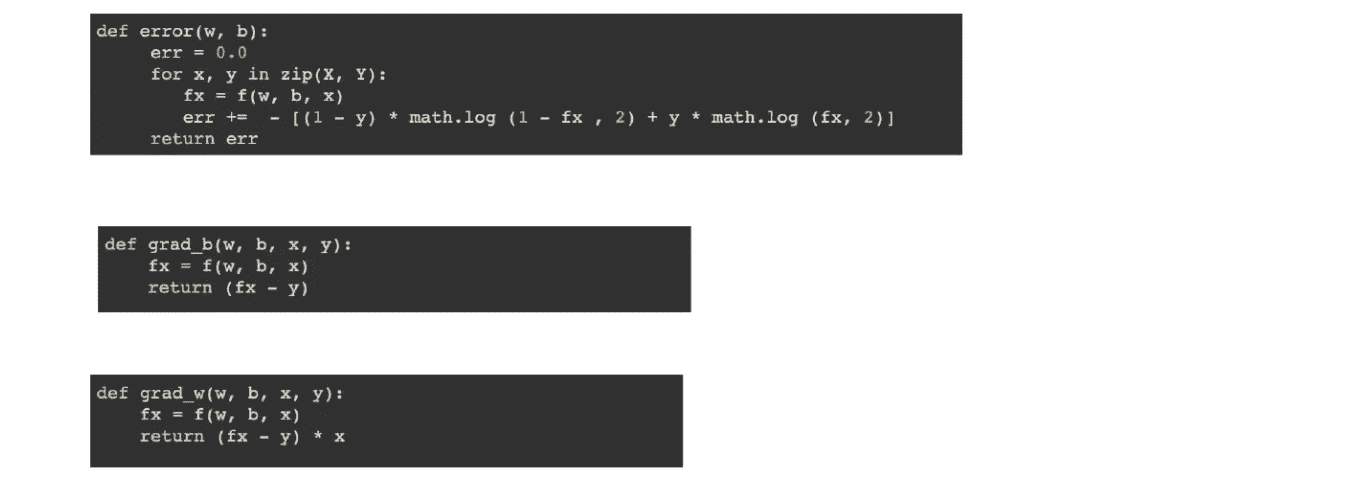 def error(w, b):
err = 0.0
for x, y in zip(X, Y):
fx = f(w, b, x)
err += - [(1 - y) * math.log (1 - fx , 2) + y * math.log (fx, 2)]
return err
def grad_b(w, b, x, y):
fx = f(w, b, x)
return (fx - y)
def grad_w(w, b, x, y):
fx = f(w, b, x)
return (fx - y) * x